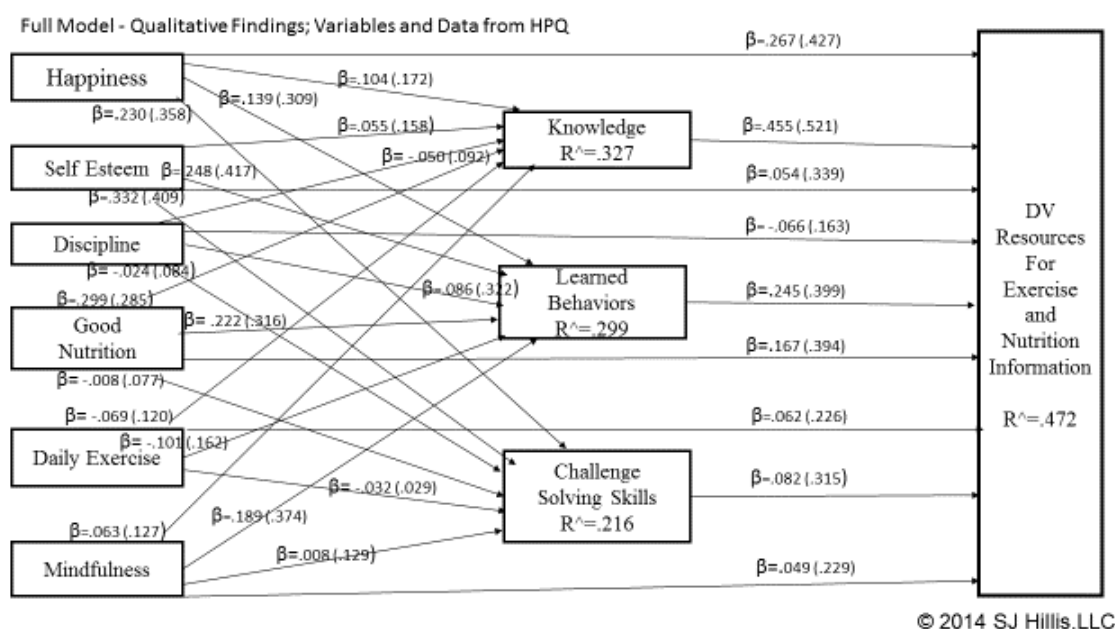 Full Model - Qualitative Findings; Variables and Data from HPQ
β=.267 (.427)
Happiness
β=.104 (.172)
β=.139 (.309)
β=.230 (.358)
β=.055 (.158)
Knowledge
R^=.327
β=.455 (.521)
β= -.050 (.092)
Self Esteem
β=.248 (.417)
β=.054 (.339)
β=.332 (.409)
DV
Resources
For
Exercise
and
Nutrition
Information
R^=.472
β=-.066 (.163)
Discipline
β= -.024 (.084)
β=.086 (.322)
Learned
Behaviors
R^=.299
β=.245 (.399)
β=.299 (.285)
Good
Nutrition
β= .222 (.316)
β=.167 (.394)
β= -.008 (.077)
β= -.069 (.120)
β=.062 (.226)
β= -.101 (.162)
Daily Exercise
Challenge
Solving Skills
R^=.216
β=.082 (.315)
β= -.032 (.029)
β=.189 (.374)
β=.063 (.127)
β=.008 (.129)
Mindfulness
β=.049 (.229)
© 2014 SJ Hillis,LLC